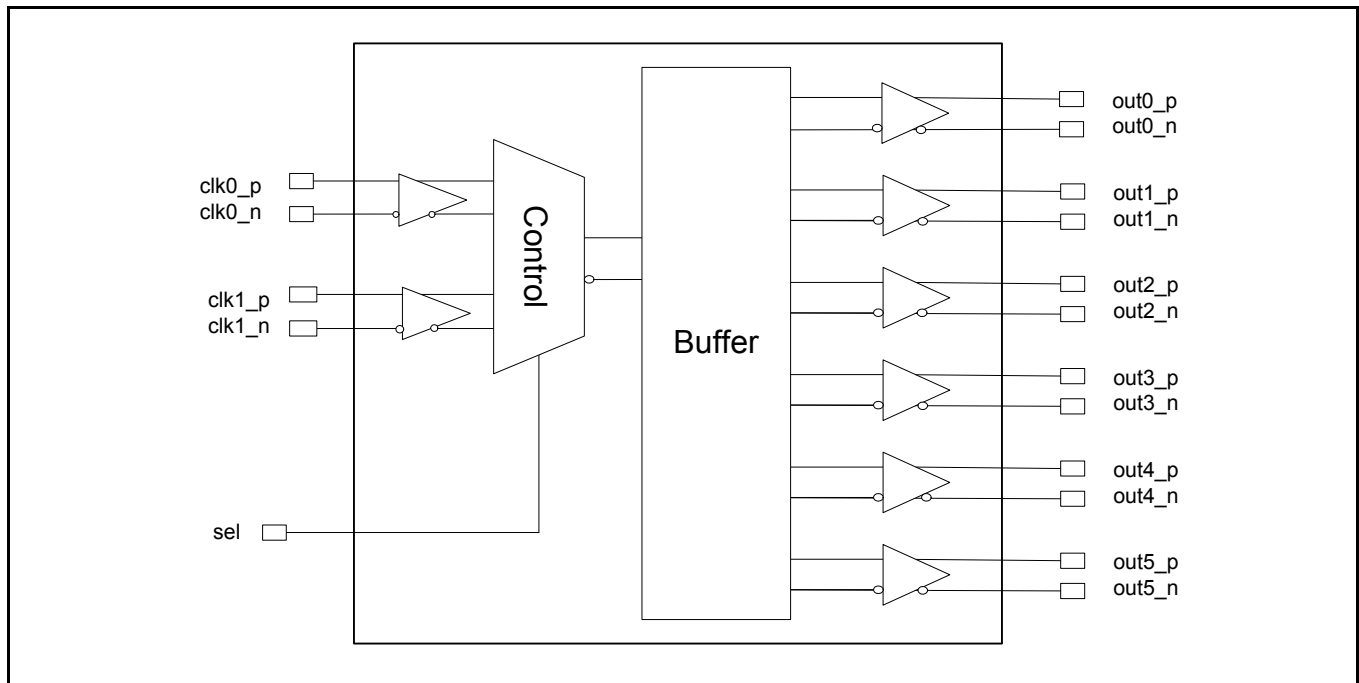 clk0_p
clk0_n
clk1_p
clk1_n
sel
Control
Buffer
out0_p
out0_n
out1_p
out1_n
out2_p
out2_n
out3_p
out3_n
out4_p
out4_n
out5_p
out5_n